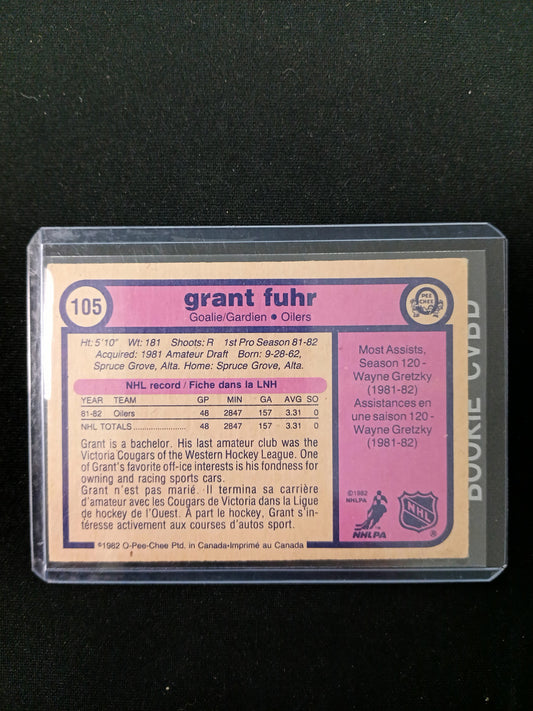 105
grant fuhr
Goalie/Gardien • Oilers
PEE
CHEE
Ht: 5'10" Wt: 181 Shoots: R 1st Pro Season 81-82
Acquired: 1981 Amateur Draft Born: 9-28-62,
Spruce Grove, Alta. Home: Spruce Grove, Alta.
NHL record / Fiche dans la LNH
YEAR TEAM GP MIN GA AVG SO
81-82 Oilers 48 2847 157 3.31 0
NHL TOTALS 48 2847 157 3.31 0
Grant is a bachelor. His last amateur club was the
Victoria Cougars of the Western Hockey League. One
of Grant's favorite off-ice interests is his fondness for
owning and racing sports cars.
Grant n'est pas marié. Il termina sa carrière
d'amateur avec les Cougars de Victoria dans la Ligue
de hockey de l'Ouest. À part le hockey, Grant s'in-
téresse activement aux courses d'autos sport.
©1982 O-Pee-Chee Ptd. in Canada-Imprimé au Canada
Most Assists,
Season 120 -
Wayne Gretzky
(1981-82)
Assistances en
une saison 120 -
Wayne Gretzky
(1981-82)
©1982
NHLPA
NHLPA
NHL
®
ROOKIE CARD